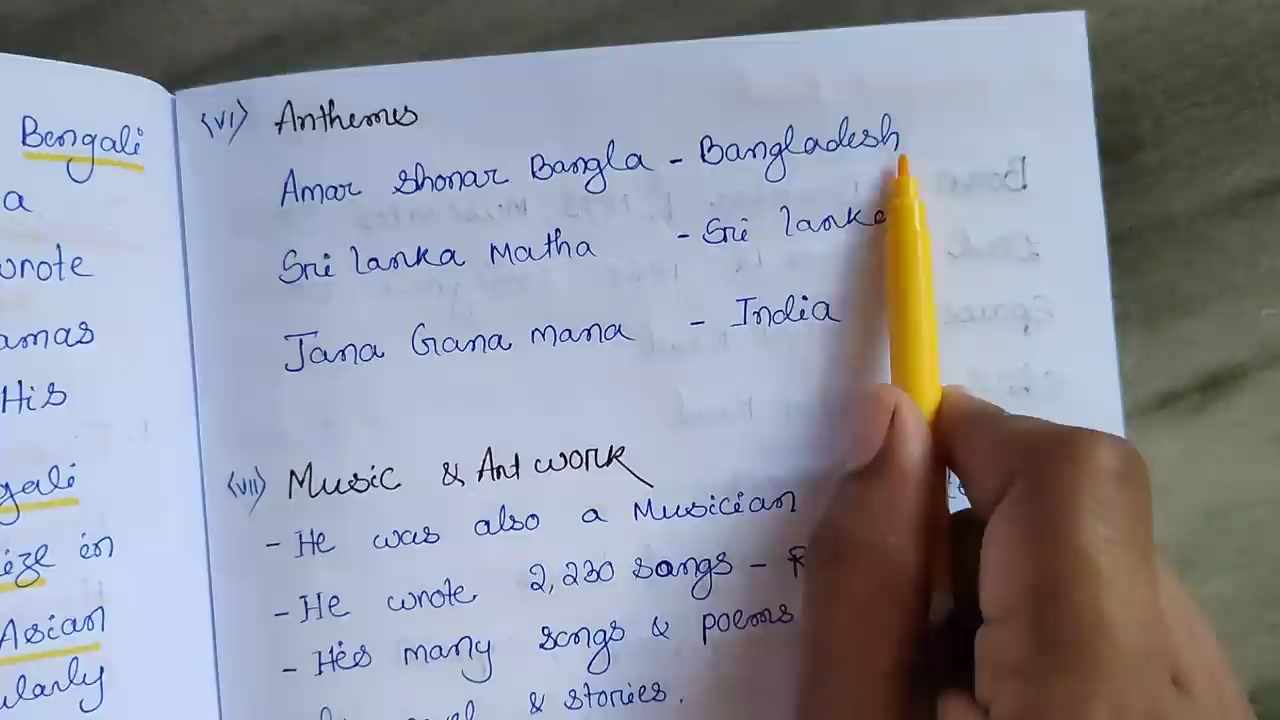 Bengali
a
wrote
amas
His
gali
ize in
Asian
ularly
(VI) Anthemes
Amar Shonar Bangla - Bangladesh
Sri lanka Matha - Sri lanka
Jana Gana mana - India
(VII) Music & Art work
- He was also a Musician
- He wrote 2,230 sangs -
- His many songs & poems
& stories.